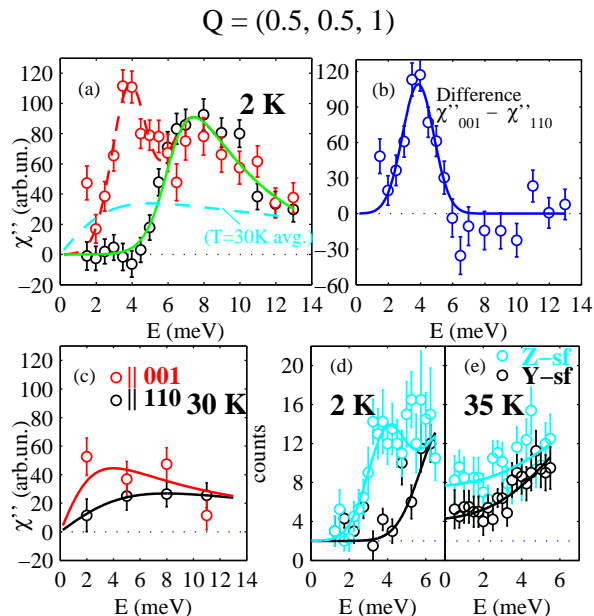 Q = (0.5, 0.5, 1)
120
100
80
60
40
20
0
−20
χ’’ (arb.un.)
(a)
2 K
(T=30K avg.)
0 2 4 6 8 10 12 14
E (meV)
120
90
60
30
0
−30
−60
(b)
Difference
χ’’001 − χ’’110
0 2 4 6 8 10 12 14
E (meV)
120
100
80
60
40
20
0
−20
χ’’ (arb.un.)
(c)
|| 001
|| 110
30 K
0 2 4 6 8 10 12 14
E (meV)
20
16
12
8
4
0
counts
(d)
2 K
0 2 4 6
E (meV)
(e)
Z−sf
Y−sf
35 K
0 2 4 6
E (meV)